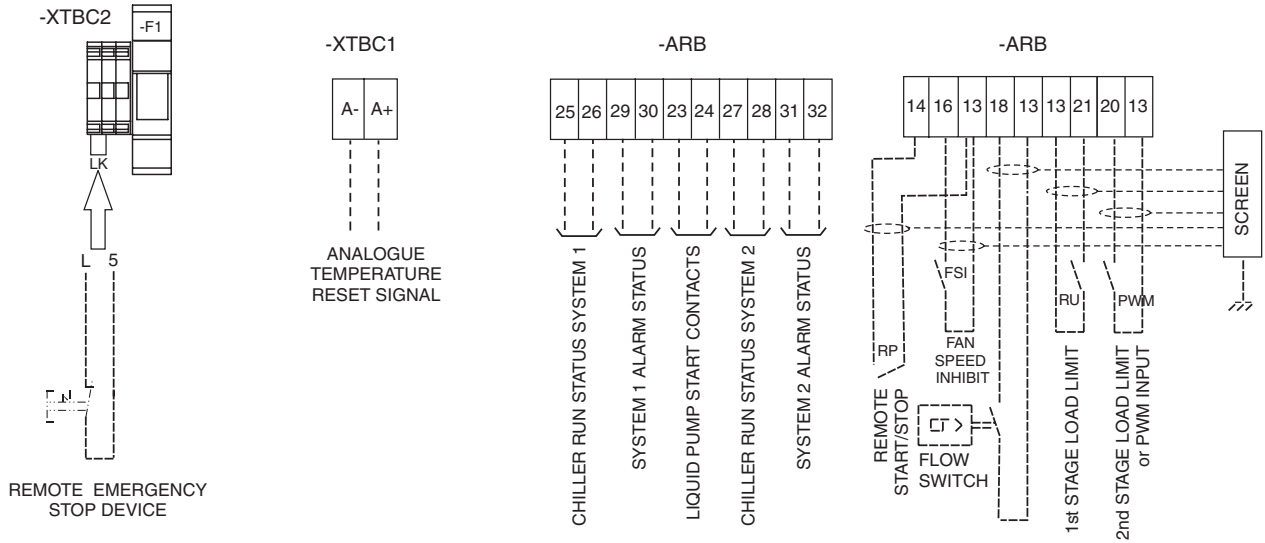 -XTBC2
-F1
LK
L 5
REMOTE EMERGENCY
STOP DEVICE
-XTBC1
A- A+
ANALOGUE
TEMPERATURE
RESET SIGNAL
-ARB
25 26 29 30 23 24 27 28 31 32
CHILLER RUN STATUS SYSTEM 1
SYSTEM 1 ALARM STATUS
LIQUID PUMP START CONTACTS
CHILLER RUN STATUS SYSTEM 2
SYSTEM 2 ALARM STATUS
-ARB
14 16 13 18 13 13 21 20 13
SCREEN
RP
REMOTE
START/STOP
FSI
FAN
SPEED
INHIBIT
FLOW
SWITCH
RU
1st STAGE LOAD LIMIT
PWM
2nd STAGE LOAD LIMIT
or PWM INPUT